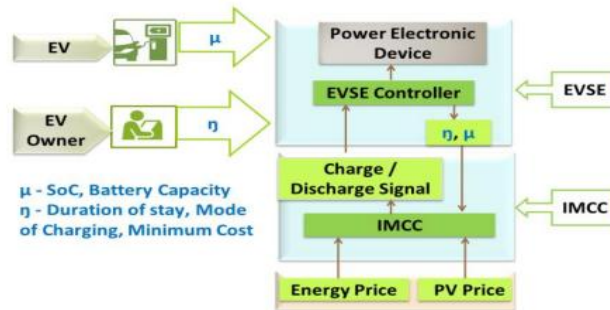 EV
μ
Power Electronic
Device
EVSE Controller
EVSE
EV
Owner
ŋ
ŋ, μ
Charge /
Discharge Signal
μ - SoC, Battery Capacity
ŋ - Duration of stay, Mode
of Charging, Minimum Cost
IMCC
IMCC
Energy Price
PV Price